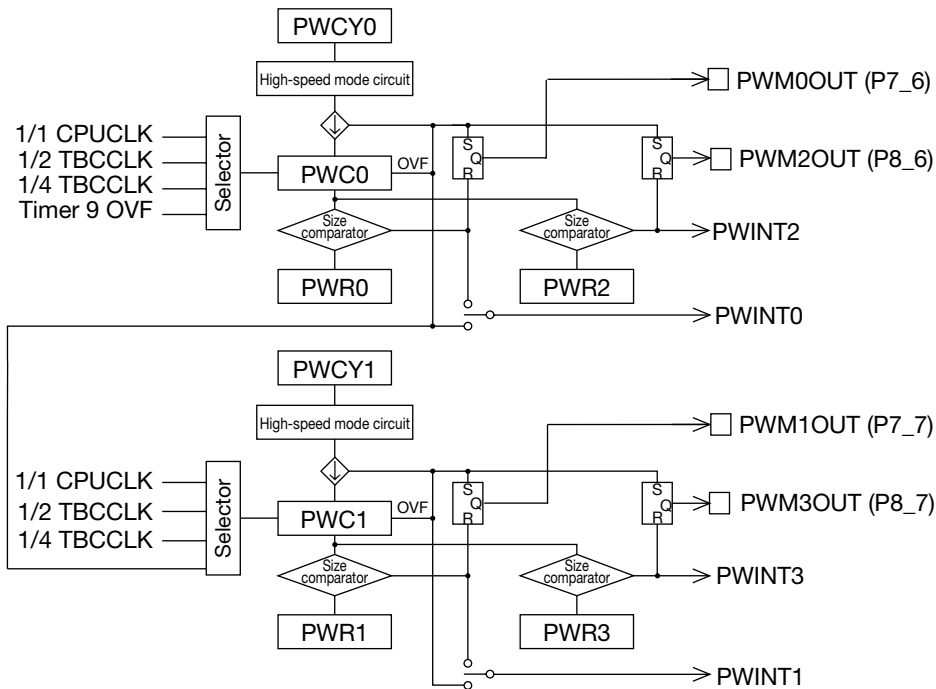 PWCY0
High-speed mode circuit
PWM0OUT (P7_6)
1/1 CPUCLK
1/2 TBCCLK
1/4 TBCCLK
Timer 9 OVF
Selector
PWC0
OVF
S
Q
R
S
Q
R
PWM2OUT (P8_6)
Size
comparator
Size
comparator
PWINT2
PWR0
PWR2
PWINT0
PWCY1
High-speed mode circuit
PWM1OUT (P7_7)
1/1 CPUCLK
1/2 TBCCLK
1/4 TBCCLK
Selector
PWC1
OVF
S
Q
R
S
Q
R
PWM3OUT (P8_7)
Size
comparator
Size
comparator
PWINT3
PWR1
PWR3
PWINT1